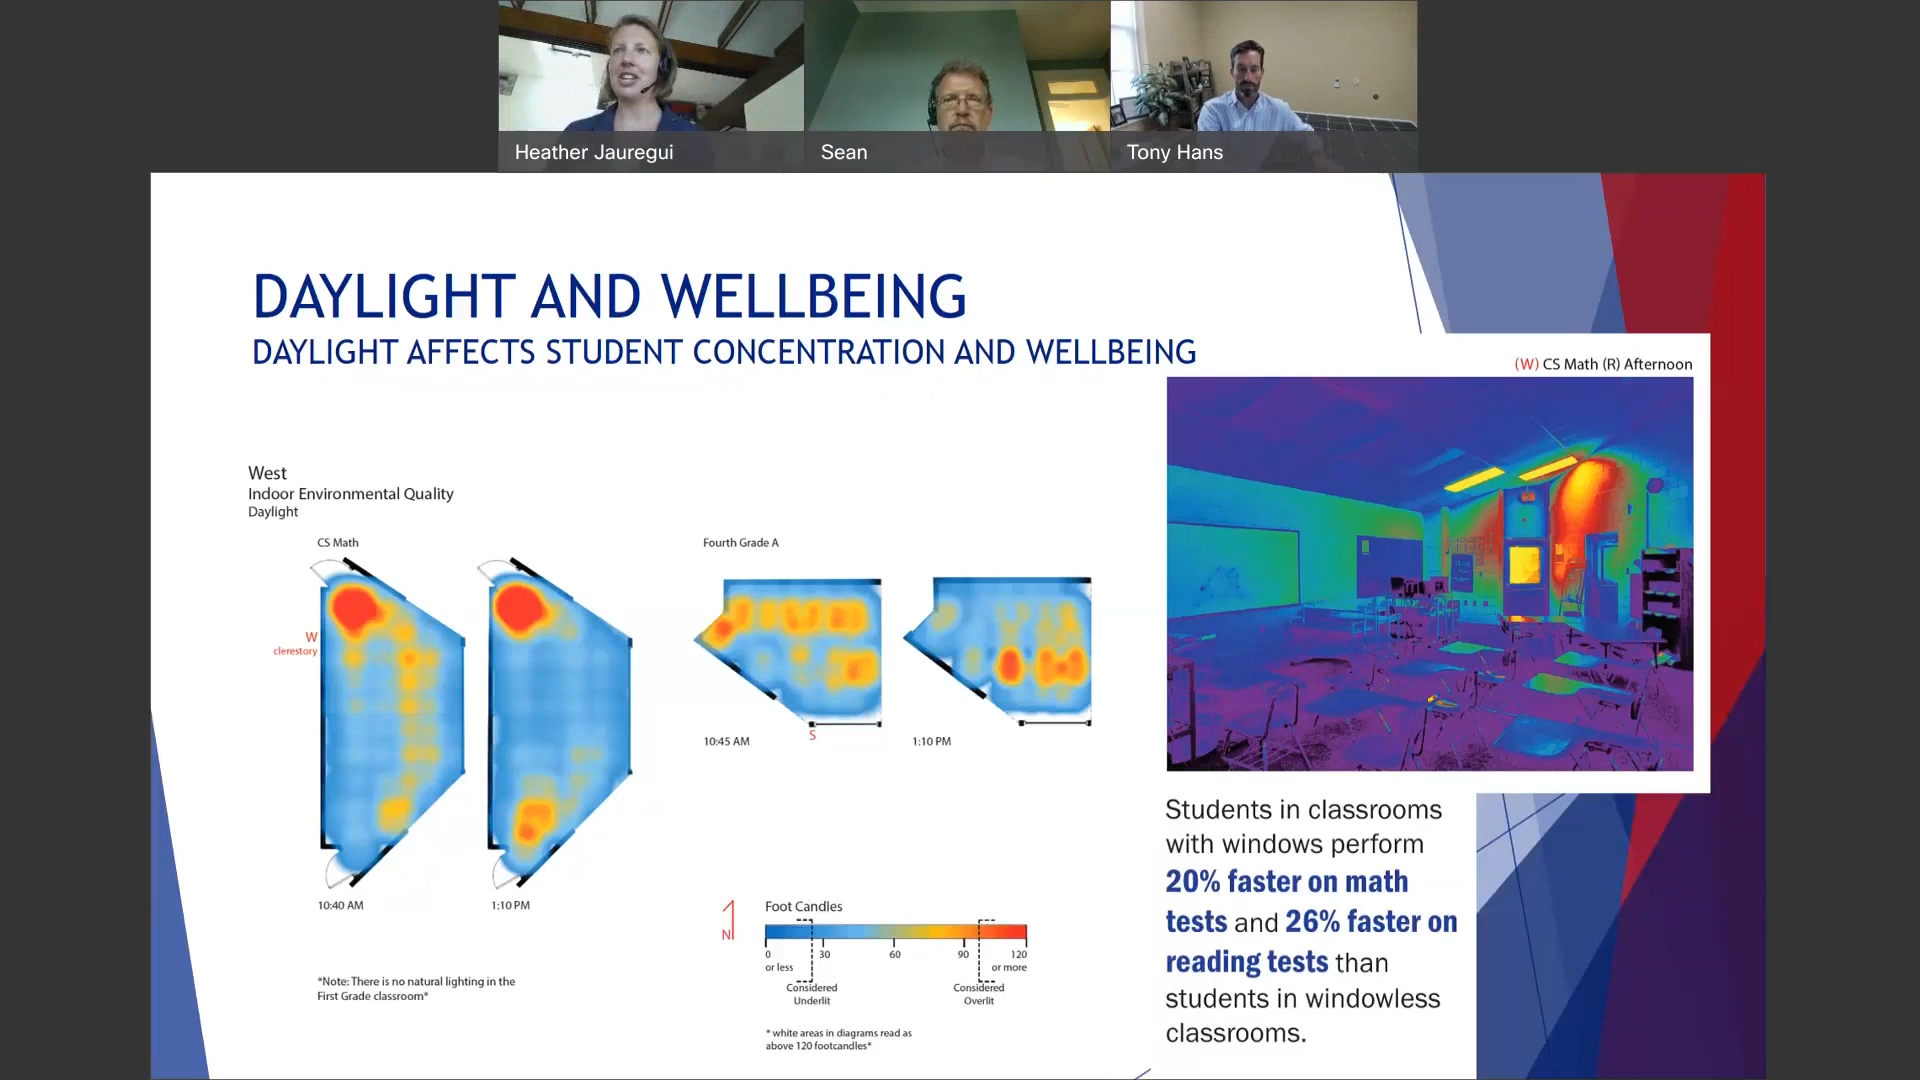 Heather Jauregui
Sean
Tony Hans
DAYLIGHT AND WELLBEING
DAYLIGHT AFFECTS STUDENT CONCENTRATION AND WELLBEING
(W) CS Math (R) Afternoon
West
Indoor Environmental Quality
Daylight
CS Math
Fourth Grade A
W
clerestory
S
10:45 AM
1:10 PM
10:40 AM
1:10 PM
N
Foot Candles
0 30 60 90 120
or less or more
Considered Considered
Underlit Overlit
*Note: There is no natural lighting in the
First Grade classroom*
* white areas in diagrams read as
above 120 footcandles*
Students in classrooms
with windows perform
20% faster on math
tests and 26% faster on
reading tests than
students in windowless
classrooms.